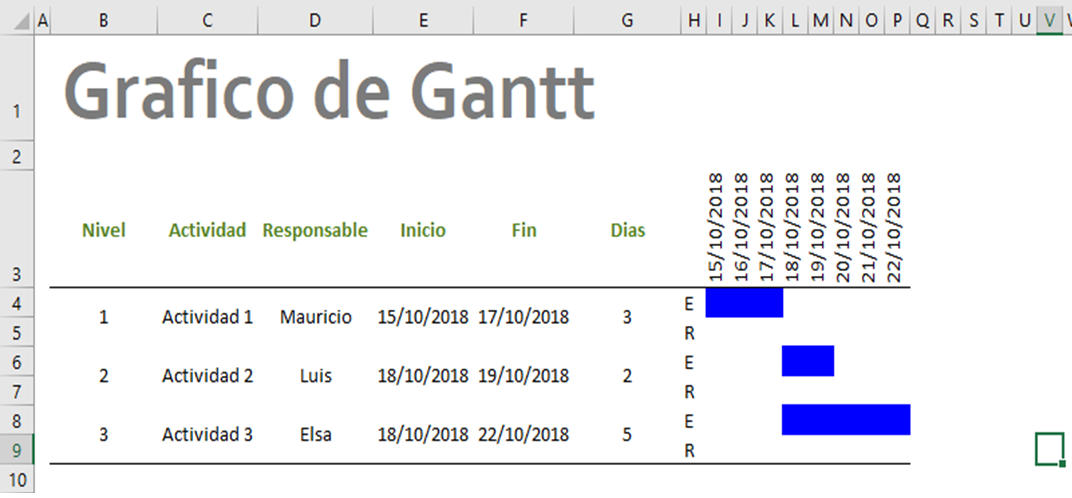 A B C D E F G H I J K L M N O P Q R S T U V
1 Grafico de Gantt
2
3 Nivel Actividad Responsable Inicio Fin Dias 15/10/2018 16/10/2018 17/10/2018 18/10/2018 19/10/2018 20/10/2018 21/10/2018 22/10/2018
4 E
1 Actividad 1 Mauricio 15/10/2018 17/10/2018 3
5 R
6 E
2 Actividad 2 Luis 18/10/2018 19/10/2018 2
7 R
8 E
3 Actividad 3 Elsa 18/10/2018 22/10/2018 5
9 R
10